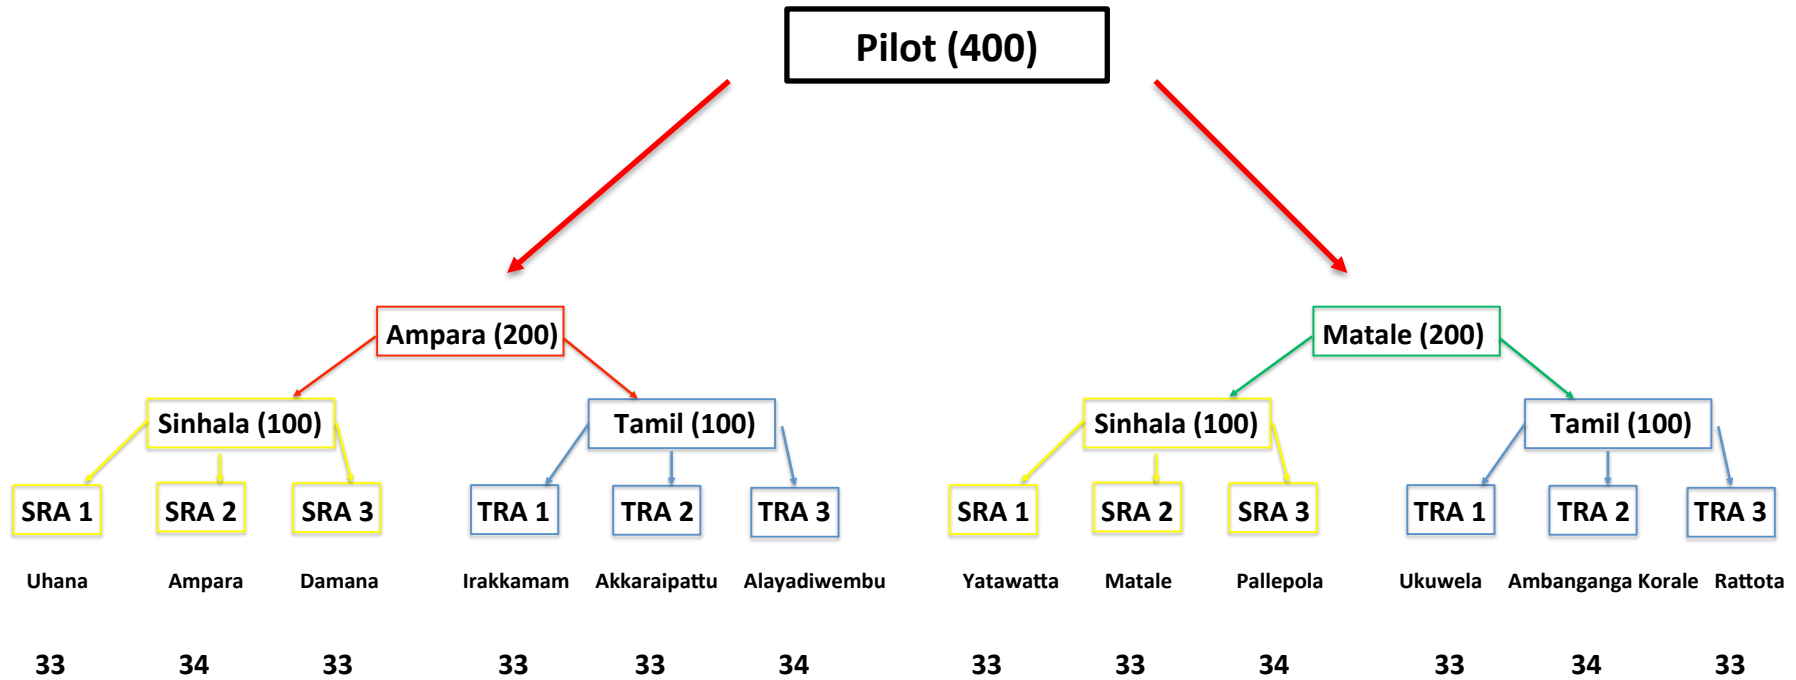 Pilot (400)
Ampara (200) Matale (200)
Sinhala (100) Tamil (100) Sinhala (100) Tamil (100)
SRA 1 SRA 2 SRA 3 TRA 1 TRA 2 TRA 3 SRA 1 SRA 2 SRA 3 TRA 1 TRA 2 TRA 3
Uhana Ampara Damana Irakkamam Akkaraipattu Alayadiwembu Yatawatta Matale Pallepola Ukuwela Ambanganga Korale Rattota
33 34 33 33 33 34 33 33 34 33 34 33